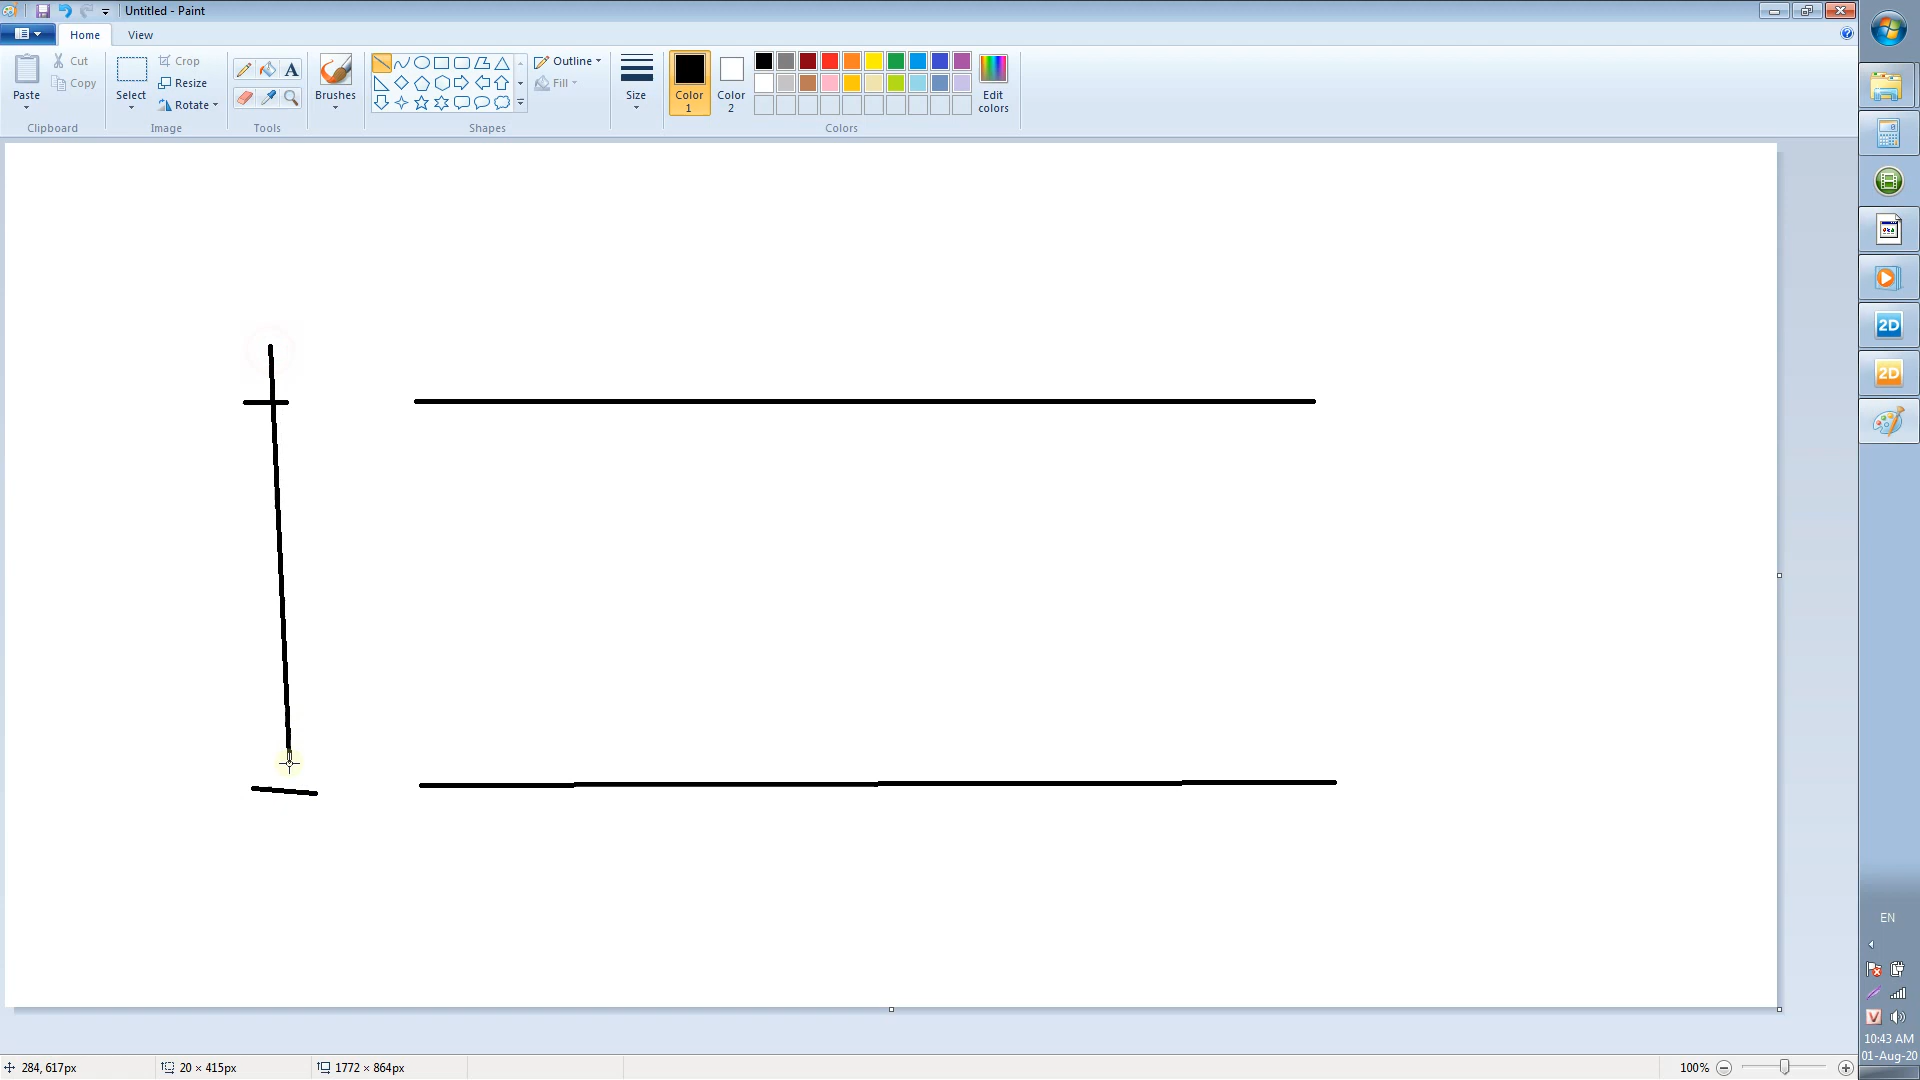 Untitled - Paint
Home
View
Paste
Cut
Copy
Clipboard
Select
Crop
Resize
Rotate
Image
A
Tools
Brushes
Outline
Fill
Shapes
Size
Color
1
Color
2
Edit
colors
Colors
2D
2D
EN
V
10:43 AM
01-Aug-20
284, 617px
20 × 415px
1772 × 864px
100%